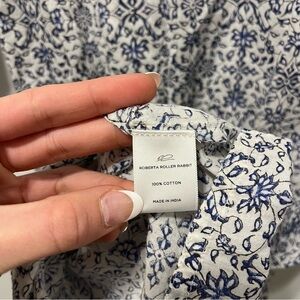 ROBERTA ROLLER RABBIT
100% COTTON
MADE IN INDIA